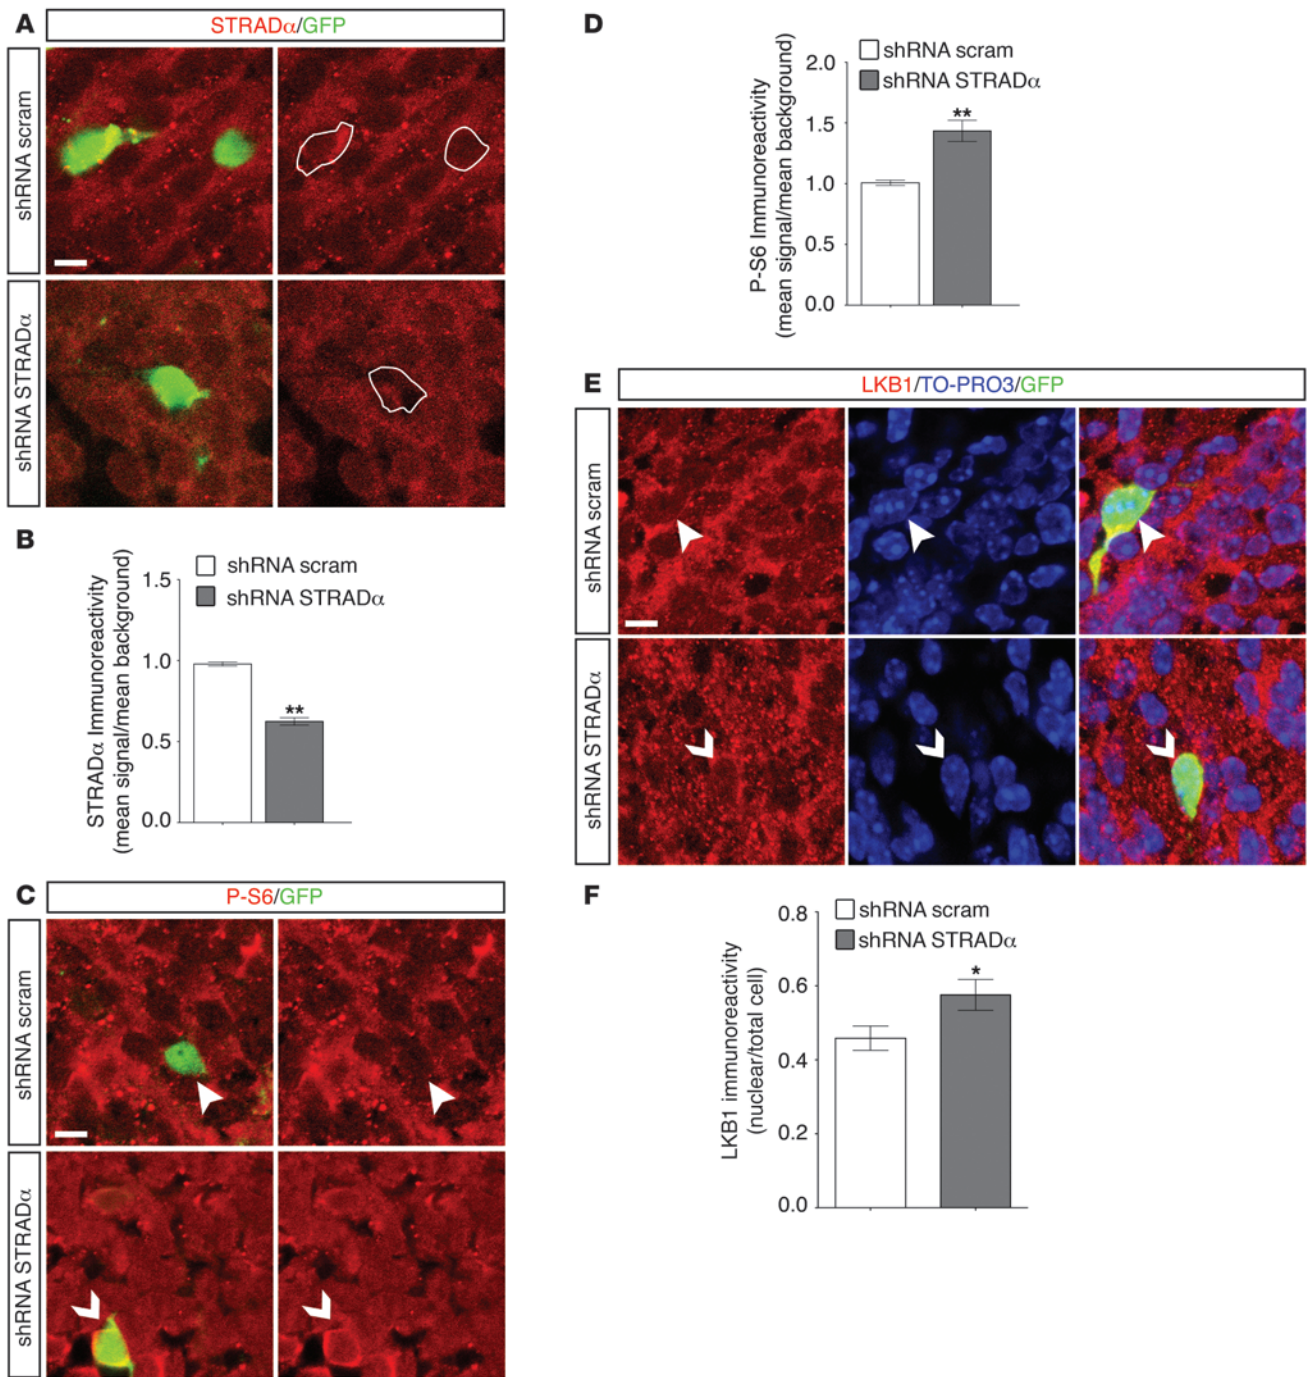 A
STRADα/GFP
shRNA scram
shRNA STRADα
B
shRNA scram
shRNA STRADα
STRADα Immunoreactivity
(mean signal/mean background)
1.5
1.0
0.5
0.0
**
C
P-S6/GFP
shRNA scram
shRNA STRADα
D
shRNA scram
shRNA STRADα
P-S6 Immunoreactivity
(mean signal/mean background)
2.0
1.5
1.0
0.5
0.0
**
E
LKB1/TO-PRO3/GFP
shRNA scram
shRNA STRADα
F
shRNA scram
shRNA STRADα
LKB1 immunoreactivity
(nuclear/total cell)
0.8
0.6
0.4
0.2
0.0
*